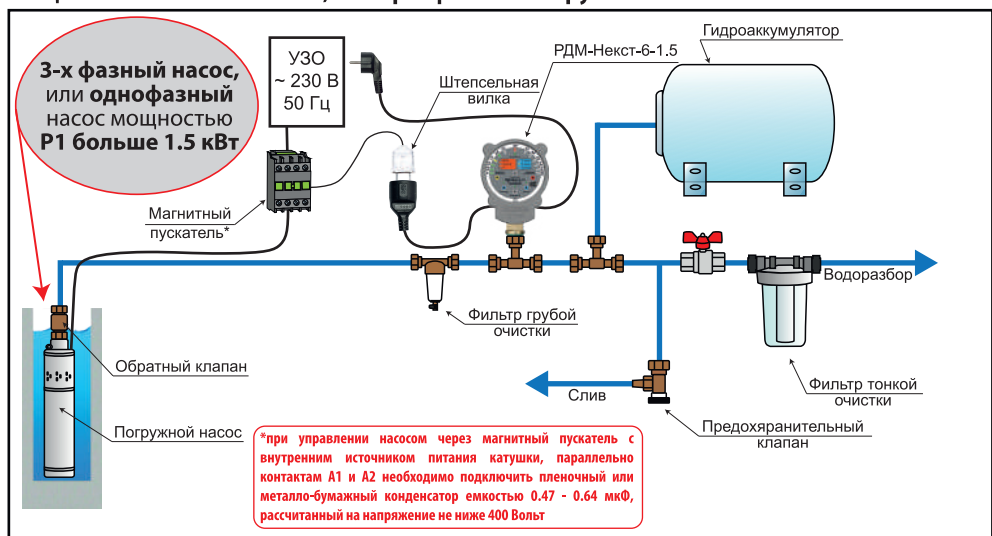 3-х фазный насос,
или однофазный
насос мощностью
Р1 больше 1.5 кВт
УЗО
~ 230 В
50 Гц
Штепсельная
вилка
РДМ-Некст-6-1.5
Гидроаккумулятор
Магнитный
пускатель*
Водоразбор
Фильтр грубой
очистки
Обратный клапан
Фильтр тонкой
очистки
Слив
Предохяранительный
клапан
Погружной насос
*при управлении насосом через магнитный пускатель с
внутренним источником питания катушки, параллельно
контактам А1 и А2 необходимо подключить пленочный или
металло-бумажный конденсатор емкостью 0.47 - 0.64 мкФ,
рассчитанный на напряжение не ниже 400 Вольт